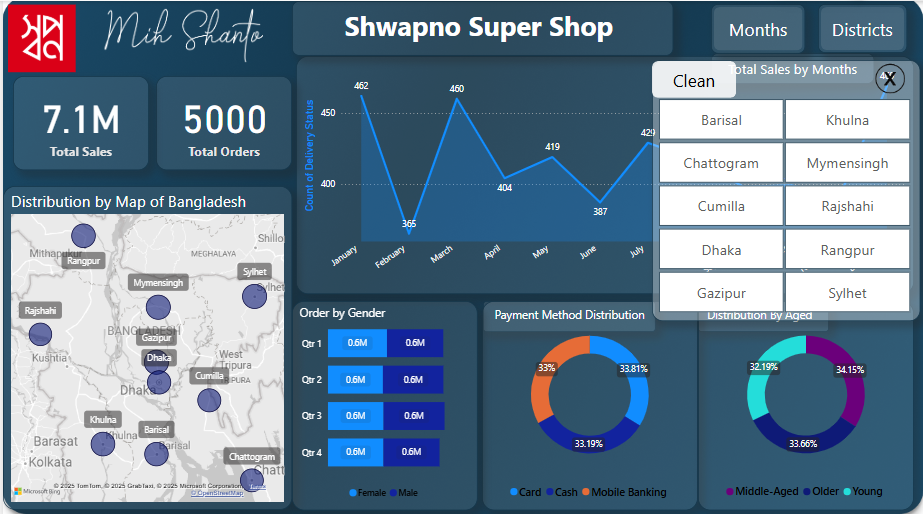 স্বপ্ন
Mih Shanto
Shwapno Super Shop
Months
Districts
7.1M
Total Sales
5000
Total Orders
Total Sales by Months
Clean
X
Barisal
Khulna
Chattogram
Mymensingh
Cumilla
Rajshahi
Dhaka
Rangpur
Gazipur
Sylhet
Count of Delivery Status
450
400
462
365
460
404
419
387
429
January
February
March
April
May
June
July
Distribution by Map of Bangladesh
Rangpur
Mymensingh
Sylhet
Rajshahi
Gazipur
Dhaka
Cumilla
Khulna
Barisal
Chattogram
MEGHALAYA
BANGLADESH
Kushtia
West
Tripura
Dhaka
Khulna
Barisal
Barasat
Kolkata
Microsoft Bing
© 2025 TomTom, © 2025 GrabTaxi, © 2025 Microsoft Corporation, Terms
© OpenStreetMap
Order by Gender
Qtr 1
0.6M
0.6M
Qtr 2
0.6M
0.6M
Qtr 3
0.6M
0.6M
Qtr 4
0.6M
0.6M
Female
Male
Payment Method Distribution
33%
33.81%
33.19%
Card
Cash
Mobile Banking
Distribution By Aged
32.19%
34.15%
33.66%
Middle-Aged
Older
Young